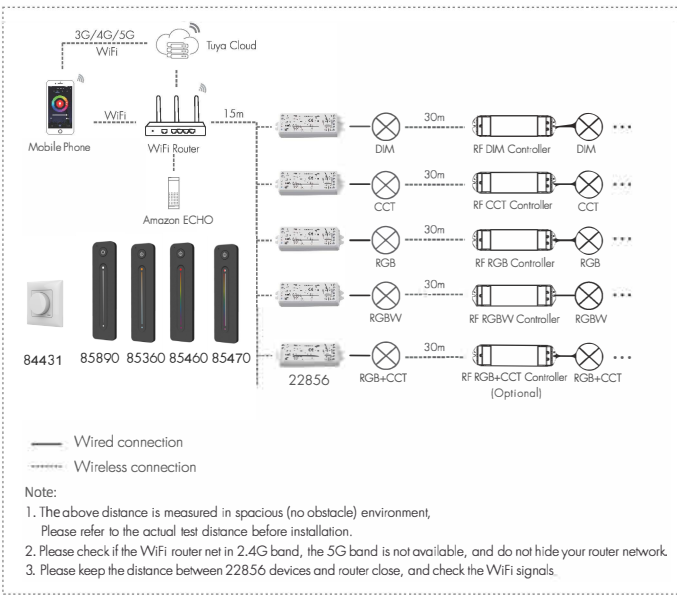 3G/4G/5G
WiFi
Tuya Cloud
WiFi
15m
Mobile Phone
WiFi Router
Amazon ECHO
30m
DIM
RF DIM Controller
DIM
30m
CCT
RF CCT Controller
CCT
30m
RGB
RF RGB Controller
RGB
30m
RGBW
RF RGBW Controller
RGBW
30m
RGB+CCT
RF RGB+CCT Controller
(Optional)
RGB+CCT
84431
85890 85360 85460 85470
22856
Wired connection
Wireless connection
Note:
1. The above distance is measured in spacious (no obstacle) environment,
Please refer to the actual test distance before installation.
2. Please check if the WiFi router net in 2.4G band, the 5G band is not available, and do not hide your router network.
3. Please keep the distance between 22856 devices and router close, and check the WiFi signals.